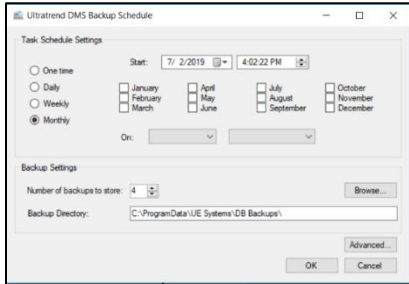 Ultratrend DMS Backup Schedule
Task Schedule Settings
Start: 7/ 2/2019 4:02:22 PM
One time
Daily
Weekly
Monthly
January April July October
February May August November
March June September December
On:
Backup Settings
Number of backups to store: 4 Browse...
Backup Directory: C:\ProgramData\UE Systems\DB Backups\
Advanced...
OK Cancel